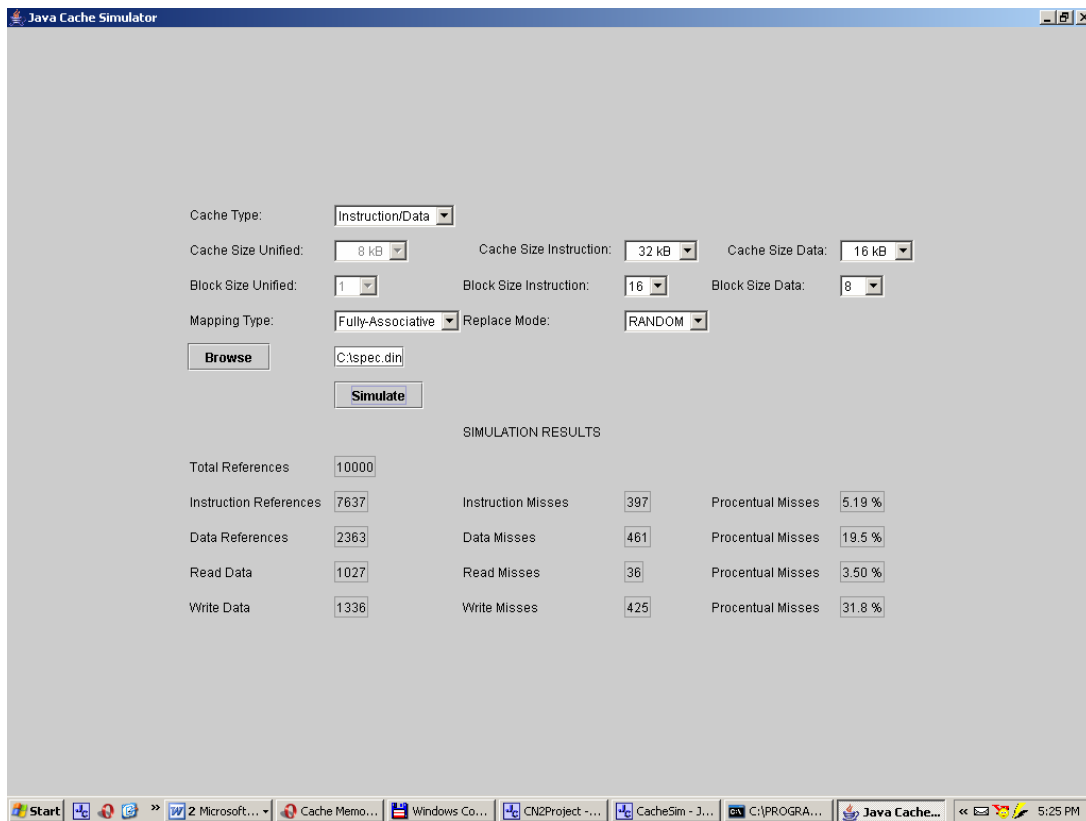 Java Cache Simulator
Cache Type: Instruction/Data
Cache Size Unified: 8 kB Cache Size Instruction: 32 kB Cache Size Data: 16 kB
Block Size Unified: 1 Block Size Instruction: 16 Block Size Data: 8
Mapping Type: Fully-Associative Replace Mode: RANDOM
Browse C:\spec.din
Simulate
SIMULATION RESULTS
Total References 10000
Instruction References 7637 Instruction Misses 397 Procentual Misses 5.19 %
Data References 2363 Data Misses 461 Procentual Misses 19.5 %
Read Data 1027 Read Misses 36 Procentual Misses 3.50 %
Write Data 1336 Write Misses 425 Procentual Misses 31.8 %
Start » 2 Microsoft... Cache Memo... Windows Co... CN2Project -... CacheSim - J... C:\PROGRA... Java Cache... « 5:25 PM